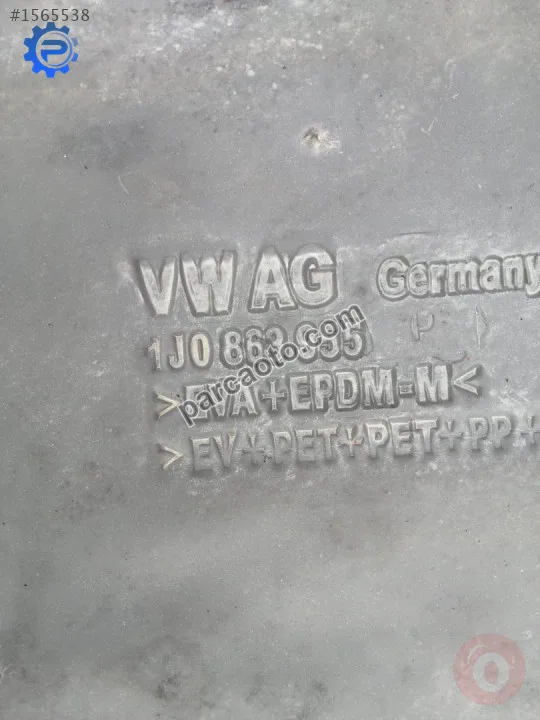 #1565538
VW AG Germany
1J0 863
parcaoto.com
>EVA+EPDM-M<
>EV+PET+PET+PP+